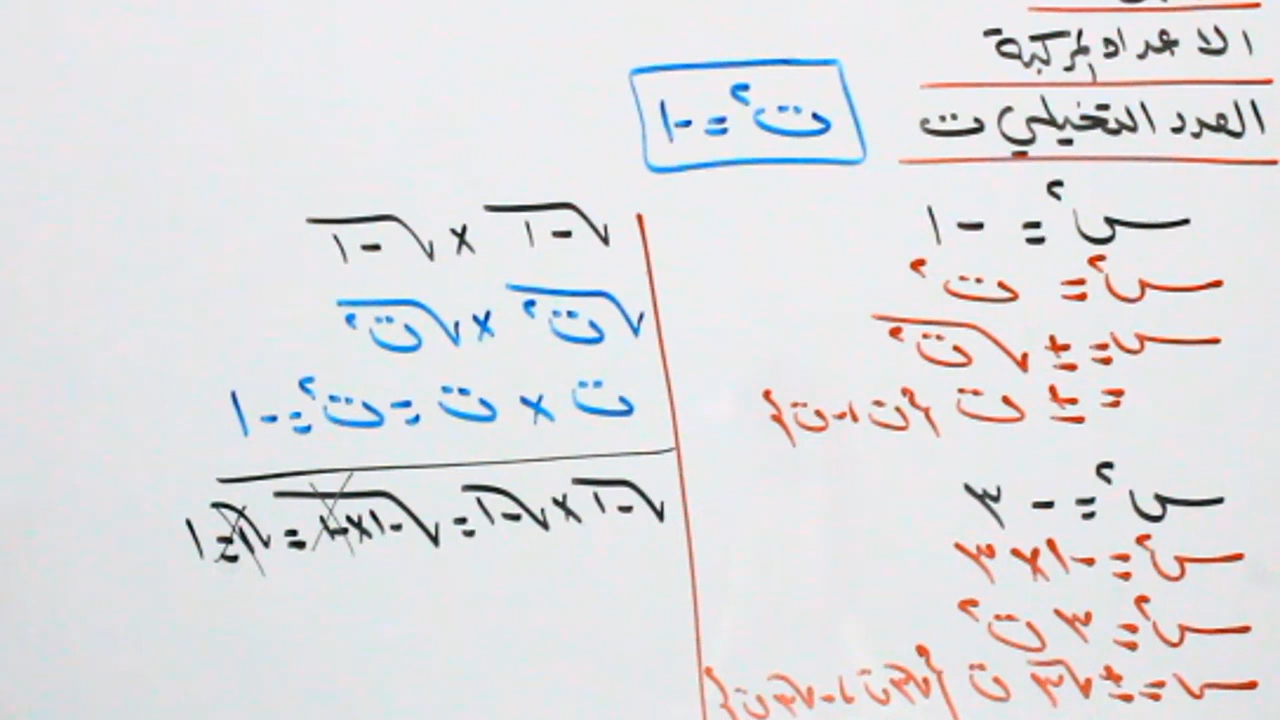 الاعداد المركبة
العدد التخيلي ت
ت² = -١
س² = -١
س² = ت²
س = ± √ت²
= ± ت {ت ، -ت}
س² = -٣
س² = -١ × ٣
س² = ٣ ت²
س = ± √٣ ت {√٣ ت ، -√٣ ت}
√-١ × √-١
√ت² × √ت²
ت × ت = ت² = -١
√-١ × √-١ = √-١×-١ = √١ = ١